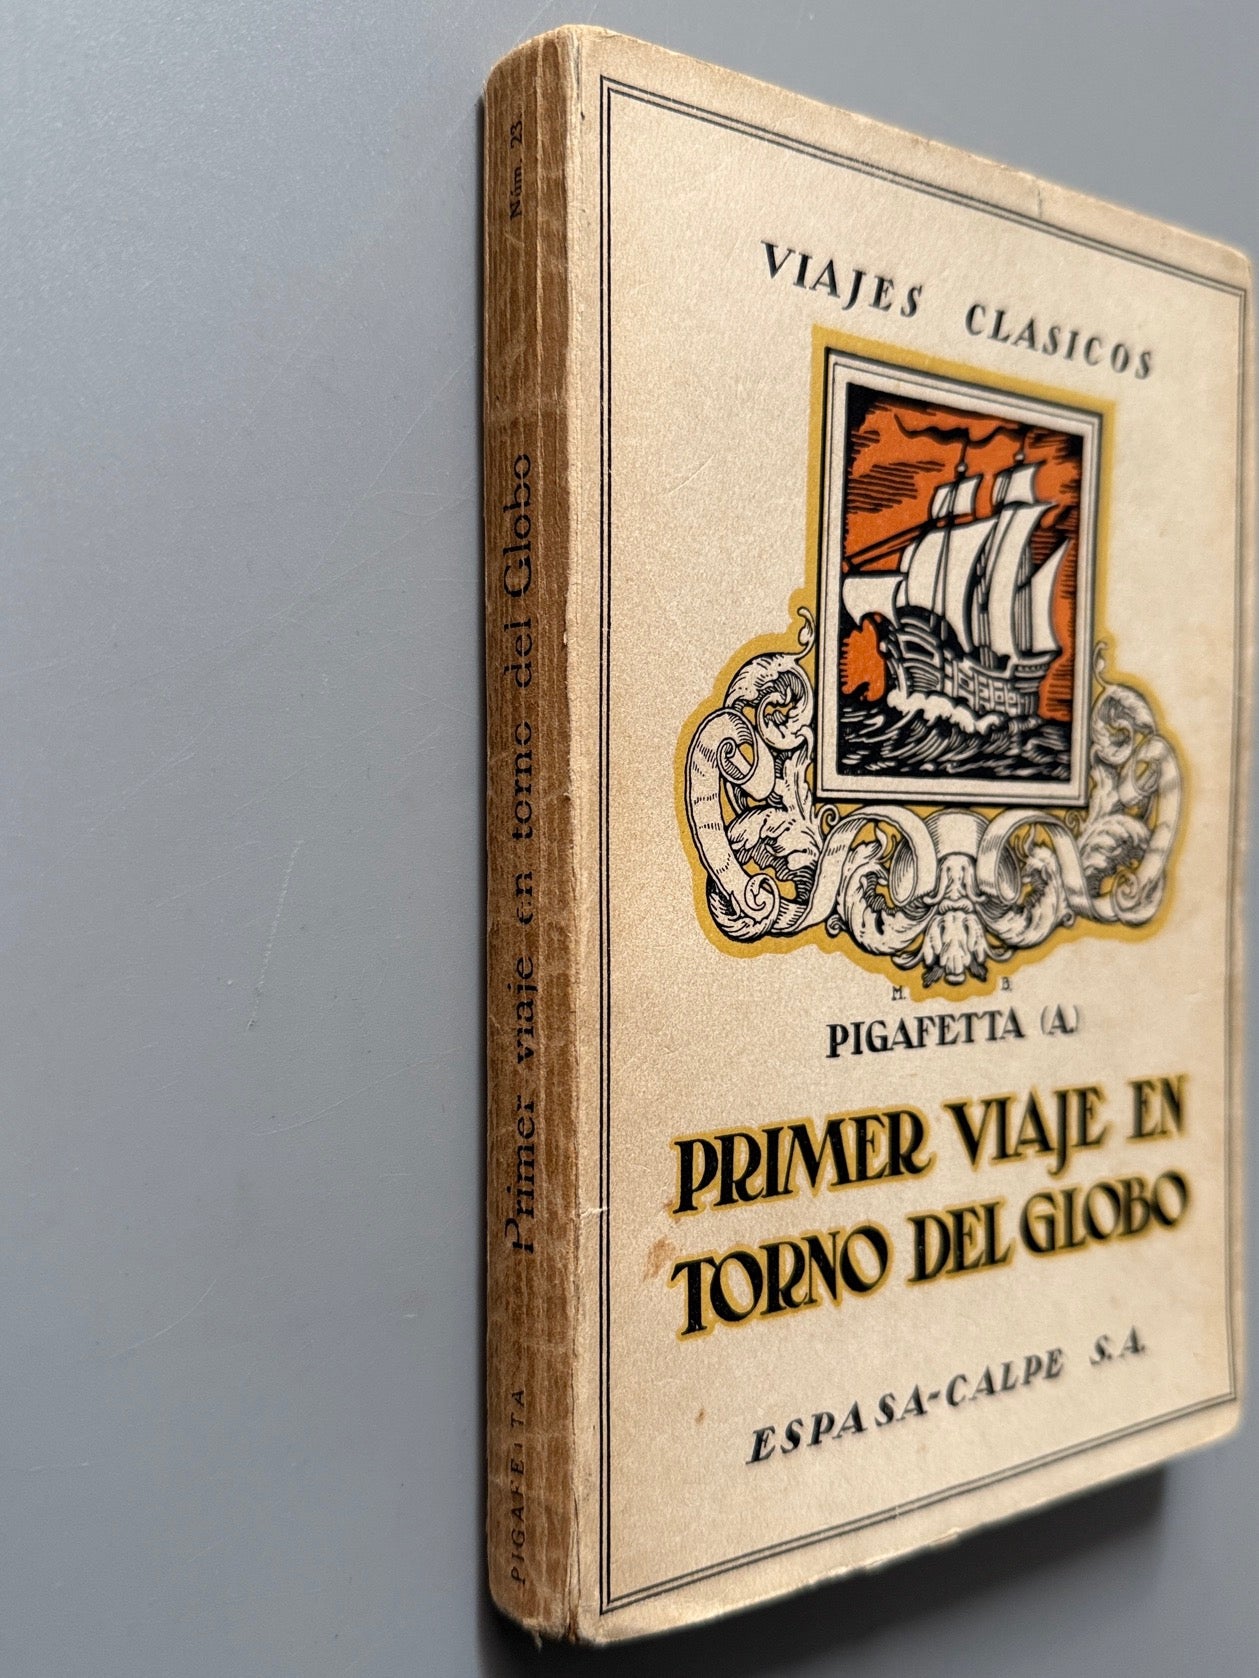 VIAJES CLASICOS
M. B.
PIGAFETTA (A.)
PRIMER VIAJE EN
TORNO DEL GLOBO
ESPASA-CALPE S.A.
PIGAFETTA
Primer viaje en torno del Globo
Núm. 23